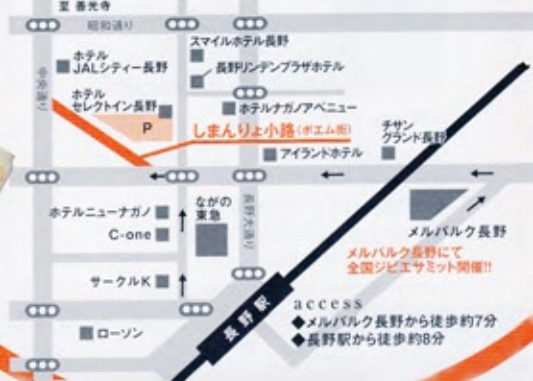 至 善光寺
昭和通り
中央通り
スマイルホテル長野
長野リンデンプラザホテル
ホテル
JALシティー長野
ホテル
セレクトイン長野
P
ホテルナガノアベニュー
しまんりょ小路(ポエム街)
チサン
グランド長野
アイランドホテル
ホテルニューナガノ
C-one
ながの
東急
長野大通り
メルパルク長野
メルパルク長野にて
全国ジビエサミット開催!!
サークルK
ローソン
長野駅
access
◆メルパルク長野から徒歩約7分
◆長野駅から徒歩約8分